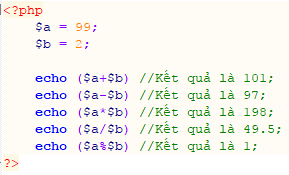 <?php
$a = 99;
$b = 2;
echo ($a+$b) //Kết quả là 101;
echo ($a-$b) //Kết quả là 97;
echo ($a*$b) //Kết quả là 198;
echo ($a/$b) //Kết quả là 49.5;
echo ($a%$b) //Kết quả là 1;
?>